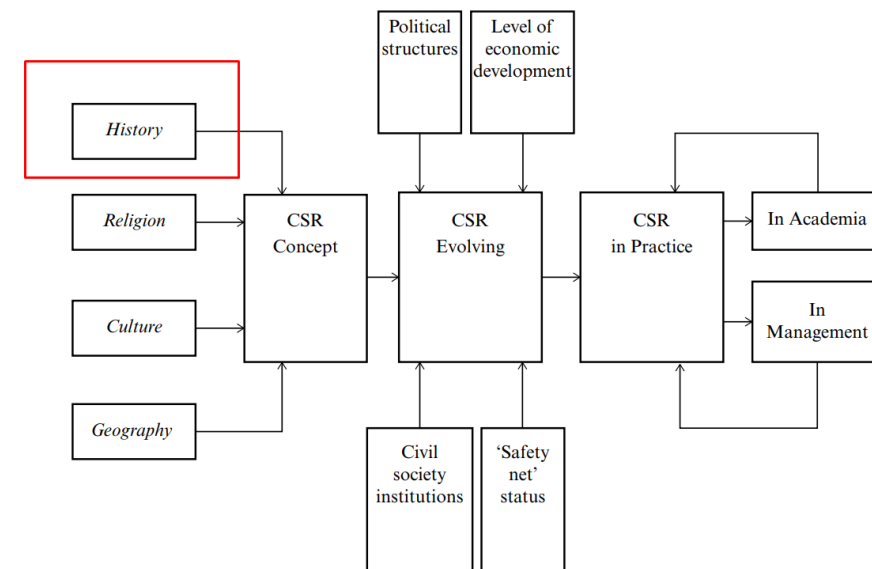 Political
structures
Level of
economic
development
History
Religion
Culture
Geography
CSR
Concept
CSR
Evolving
CSR
in Practice
In Academia
In
Management
Civil
society
institutions
‘Safety
net’
status